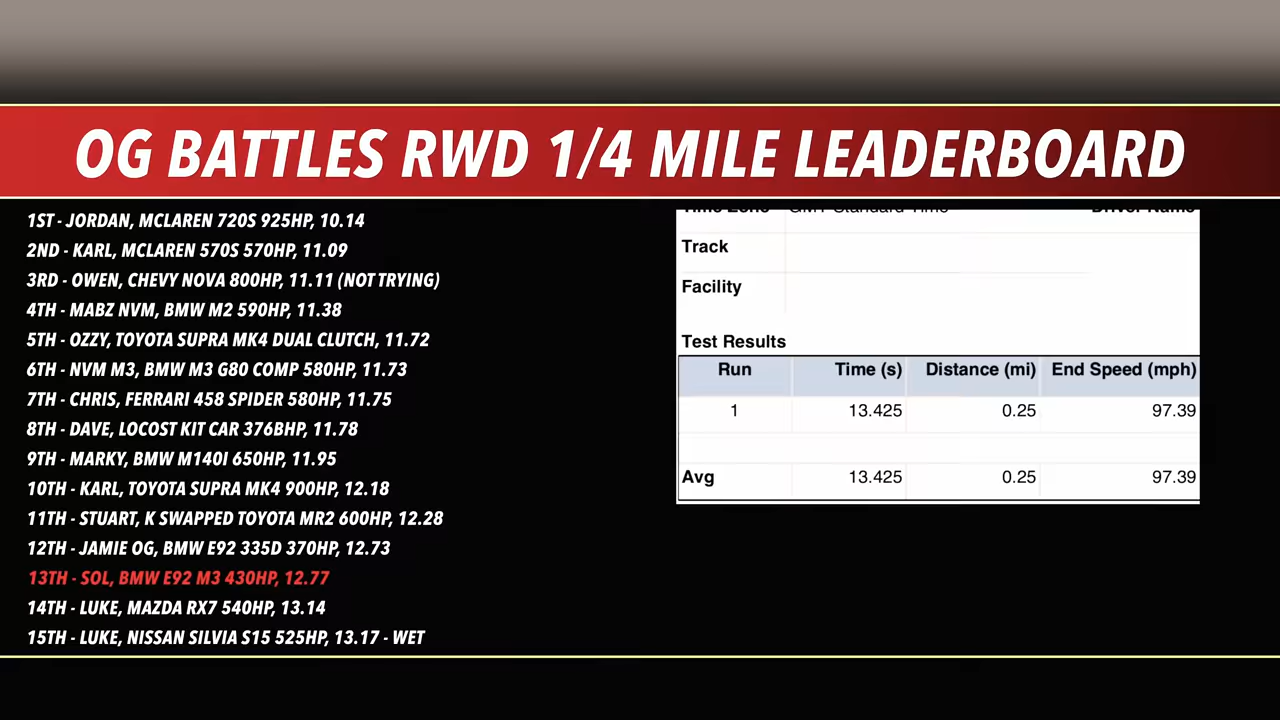 OG BATTLES RWD 1/4 MILE LEADERBOARD
1ST - JORDAN, MCLAREN 720S 925HP, 10.14
2ND - KARL, MCLAREN 570S 570HP, 11.09
3RD - OWEN, CHEVY NOVA 800HP, 11.11 (NOT TRYING)
4TH - MABZ NVM, BMW M2 590HP, 11.38
5TH - OZZY, TOYOTA SUPRA MK4 DUAL CLUTCH, 11.72
6TH - NVM M3, BMW M3 G80 COMP 580HP, 11.73
7TH - CHRIS, FERRARI 458 SPIDER 580HP, 11.75
8TH - DAVE, LOCOST KIT CAR 376BHP, 11.78
9TH - MARKY, BMW M140I 650HP, 11.95
10TH - KARL, TOYOTA SUPRA MK4 900HP, 12.18
11TH - STUART, K SWAPPED TOYOTA MR2 600HP, 12.28
12TH - JAMIE OG, BMW E92 335D 370HP, 12.73
13TH - SOL, BMW E92 M3 430HP, 12.77
14TH - LUKE, MAZDA RX7 540HP, 13.14
15TH - LUKE, NISSAN SILVIA S15 525HP, 13.17 - WET
Time Zone GMT Standard Time Driver Name
Track
Facility
Test Results
Run Time (s) Distance (mi) End Speed (mph)
1 13.425 0.25 97.39
Avg 13.425 0.25 97.39